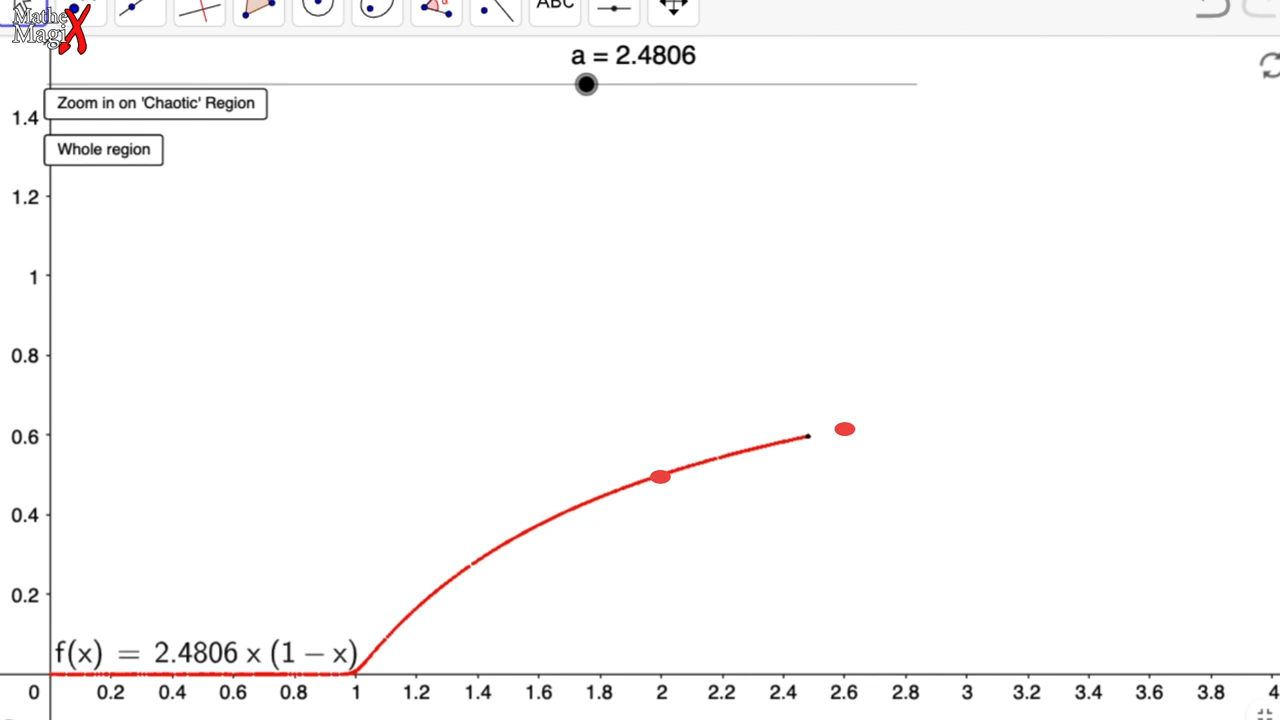 Mathe
MagiX
ABC
a = 2.4806
Zoom in on 'Chaotic' Region
Whole region
1.4
1.2
1
0.8
0.6
0.4
0.2
f(x) = 2.4806 x (1 − x)
0 0.2 0.4 0.6 0.8 1 1.2 1.4 1.6 1.8 2 2.2 2.4 2.6 2.8 3 3.2 3.4 3.6 3.8 4